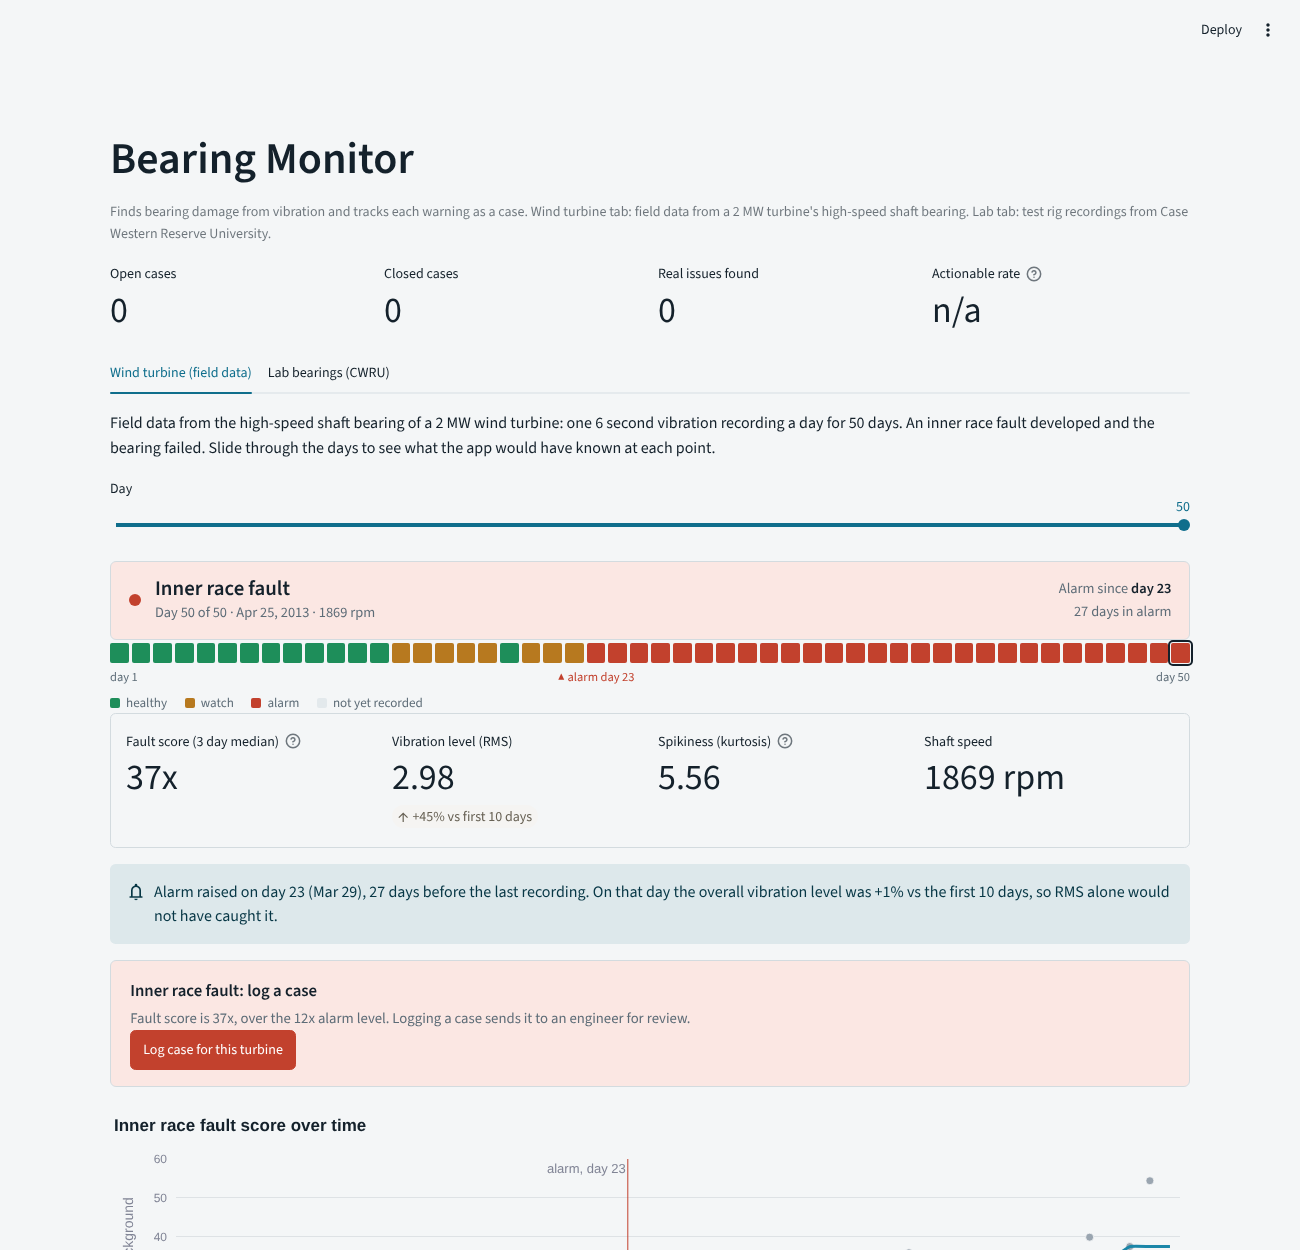 Deploy
Bearing Monitor
Finds bearing damage from vibration and tracks each warning as a case. Wind turbine tab: field data from a 2 MW turbine's high-speed shaft bearing. Lab tab: test rig recordings from Case
Western Reserve University.
Open cases
Closed cases
Real issues found
Actionable rate
0
0
0
n/a
Wind turbine (field data)
Lab bearings (CWRU)
Field data from the high-speed shaft bearing of a 2 MW wind turbine: one 6 second vibration recording a day for 50 days. An inner race fault developed and the
bearing failed. Slide through the days to see what the app would have known at each point.
Day
50
Inner race fault
Day 50 of 50 · Apr 25, 2013 · 1869 rpm
Alarm since day 23
27 days in alarm
day 1
▲ alarm day 23
day 50
healthy
watch
alarm
not yet recorded
Fault score (3 day median)
Vibration level (RMS)
Spikiness (kurtosis)
Shaft speed
37x
2.98
5.56
1869 rpm
↑ +45% vs first 10 days
Alarm raised on day 23 (Mar 29), 27 days before the last recording. On that day the overall vibration level was +1% vs the first 10 days, so RMS alone would
not have caught it.
Inner race fault: log a case
Fault score is 37x, over the 12x alarm level. Logging a case sends it to an engineer for review.
Log case for this turbine
Inner race fault score over time
60
alarm, day 23
50
40